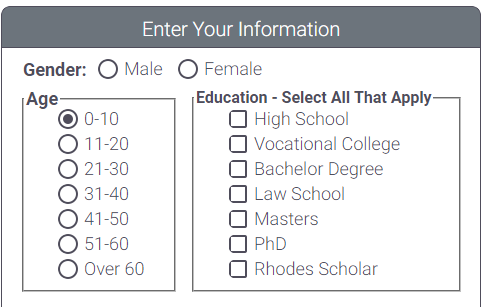 Enter Your Information
Gender: Male Female
Age
0-10
11-20
21-30
31-40
41-50
51-60
Over 60
Education - Select All That Apply
High School
Vocational College
Bachelor Degree
Law School
Masters
PhD
Rhodes Scholar